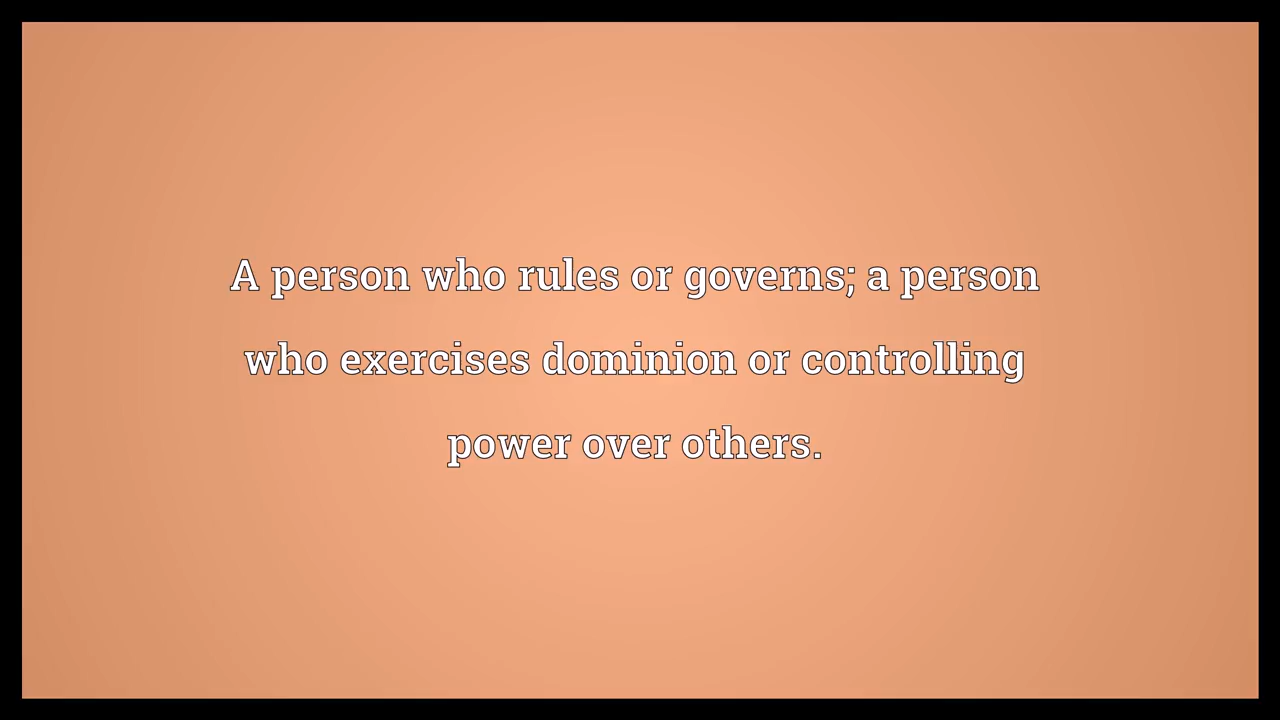 A person who rules or governs; a person
who exercises dominion or controlling
power over others.